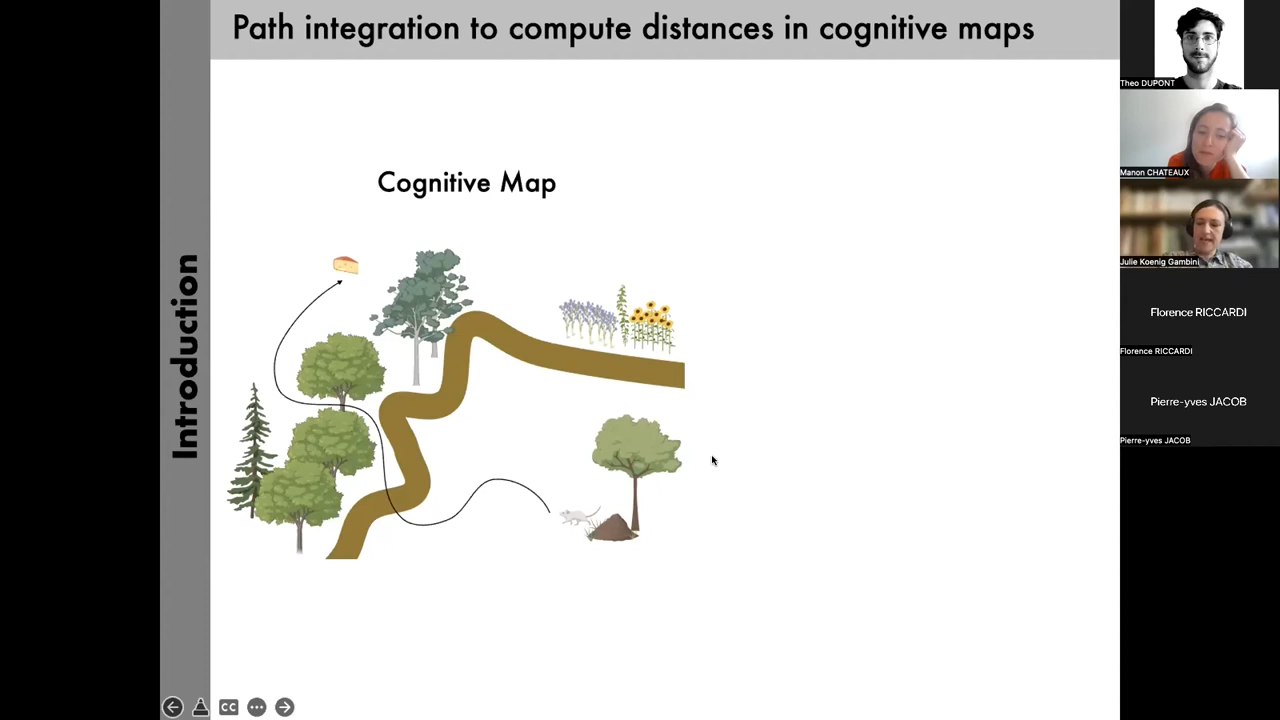 Path integration to compute distances in cognitive maps
Introduction
Cognitive Map
CC
Theo DUPONT
Manon CHATEAUX
Julie Koenig Gambini
Florence RICCARDI
Florence RICCARDI
Pierre-yves JACOB
Pierre-yves JACOB